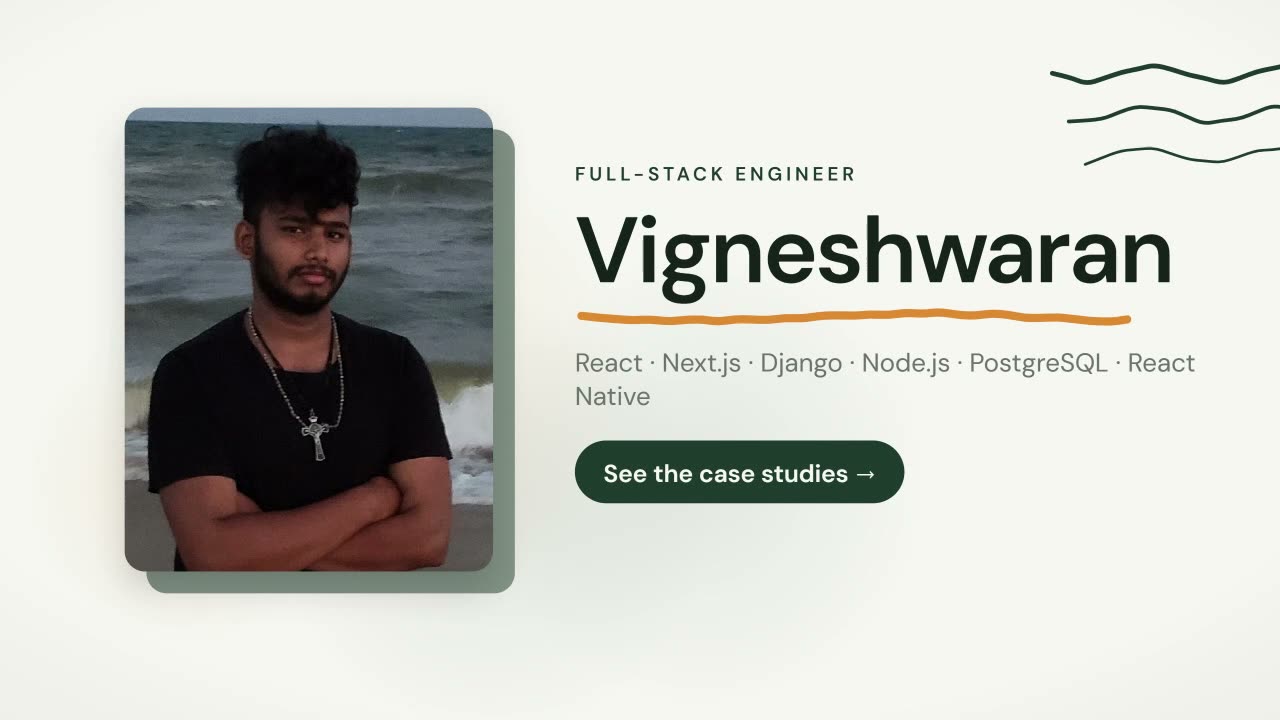 FULL-STACK ENGINEER
Vigneshwaran
React · Next.js · Django · Node.js · PostgreSQL · React
Native
See the case studies →